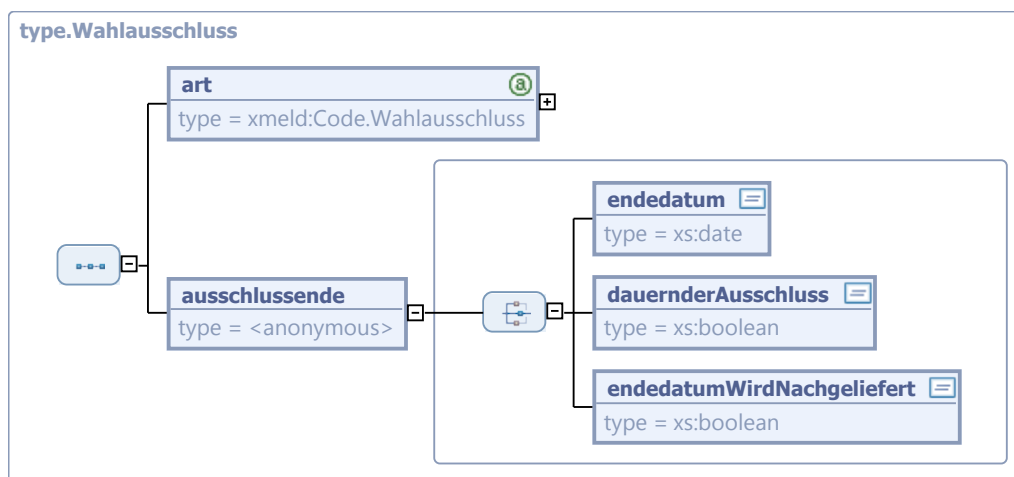 type.Wahlausschluss
art
type = xmeld:Code.Wahlausschluss
endedatum
type = xs:date
ausschlussende
type = <anonymous>
dauernderAusschluss
type = xs:boolean
endedatumWirdNachgeliefert
type = xs:boolean